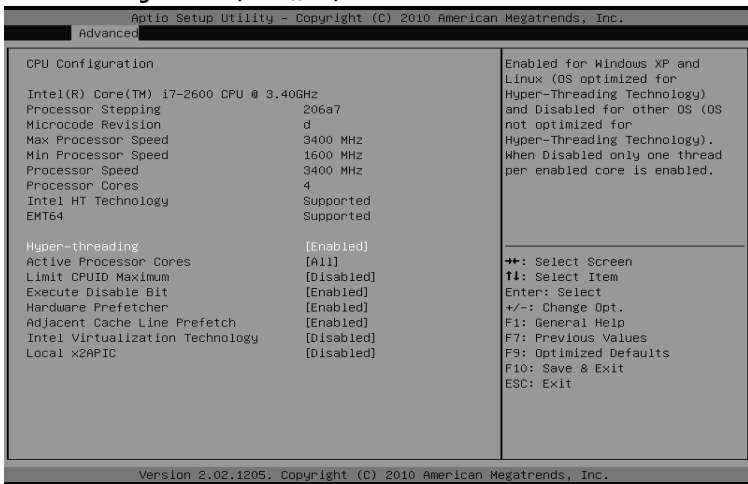 Aptio Setup Utility – Copyright (C) 2010 American Megatrends, Inc.
Advanced
CPU Configuration
Intel(R) Core(TM) i7-2600 CPU @ 3.40GHz
Processor Stepping 206a7
Microcode Revision d
Max Processor Speed 3400 MHz
Min Processor Speed 1600 MHz
Processor Speed 3400 MHz
Processor Cores 4
Intel HT Technology Supported
EMT64 Supported
Hyper-threading [Enabled]
Active Processor Cores [All]
Limit CPUID Maximum [Disabled]
Execute Disable Bit [Enabled]
Hardware Prefetcher [Enabled]
Adjacent Cache Line Prefetch [Enabled]
Intel Virtualization Technology [Disabled]
Local x2APIC [Disabled]
Enabled for Windows XP and
Linux (OS optimized for
Hyper-Threading Technology)
and Disabled for other OS (OS
not optimized for
Hyper-Threading Technology).
When Disabled only one thread
per enabled core is enabled.
→←: Select Screen
↑↓: Select Item
Enter: Select
+/-: Change Opt.
F1: General Help
F7: Previous Values
F9: Optimized Defaults
F10: Save & Exit
ESC: Exit
Version 2.02.1205. Copyright (C) 2010 American Megatrends, Inc.